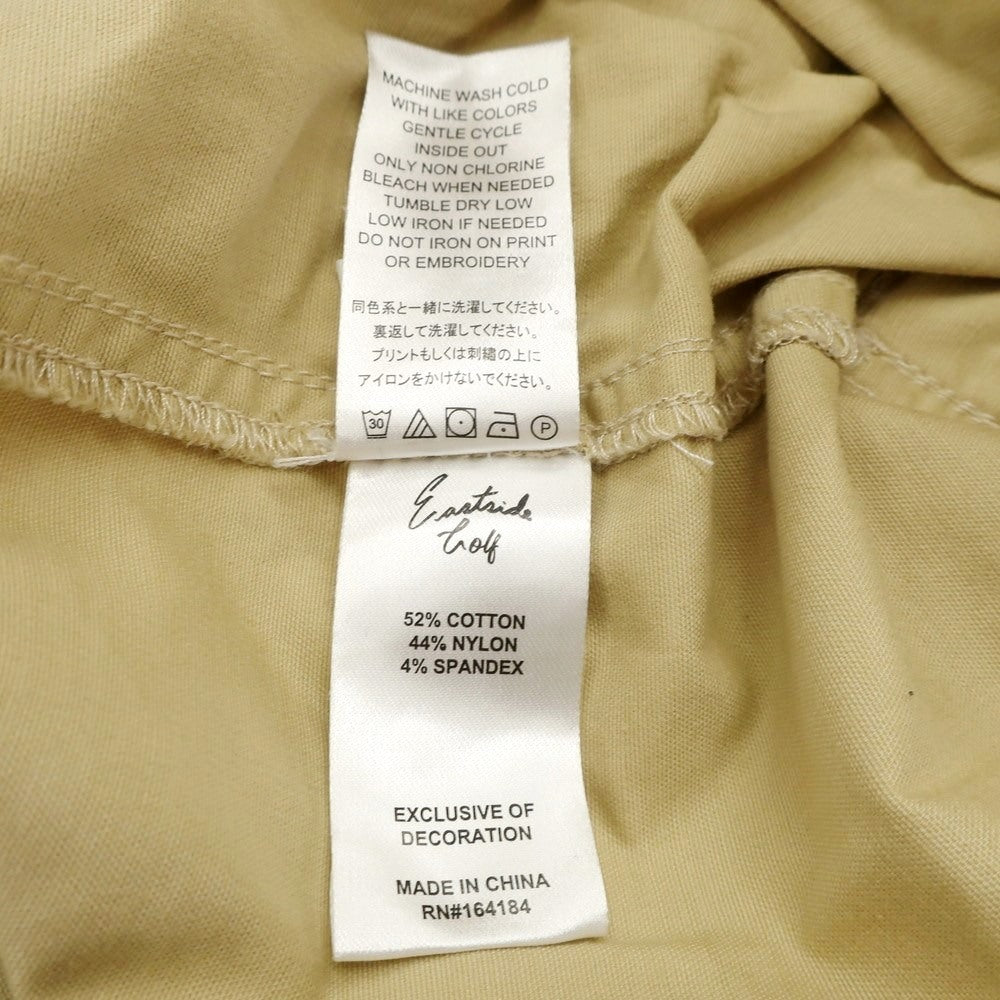 MACHINE WASH COLD
WITH LIKE COLORS
GENTLE CYCLE
INSIDE OUT
ONLY NON CHLORINE
BLEACH WHEN NEEDED
TUMBLE DRY LOW
LOW IRON IF NEEDED
DO NOT IRON ON PRINT
OR EMBROIDERY
同色系と一緒に洗濯してください。
裏返して洗濯してください。
プリントもしくは刺繍の上に
アイロンをかけないでください。
30 P
Eastside
Golf
52% COTTON
44% NYLON
4% SPANDEX
EXCLUSIVE OF
DECORATION
MADE IN CHINA
RN#164184